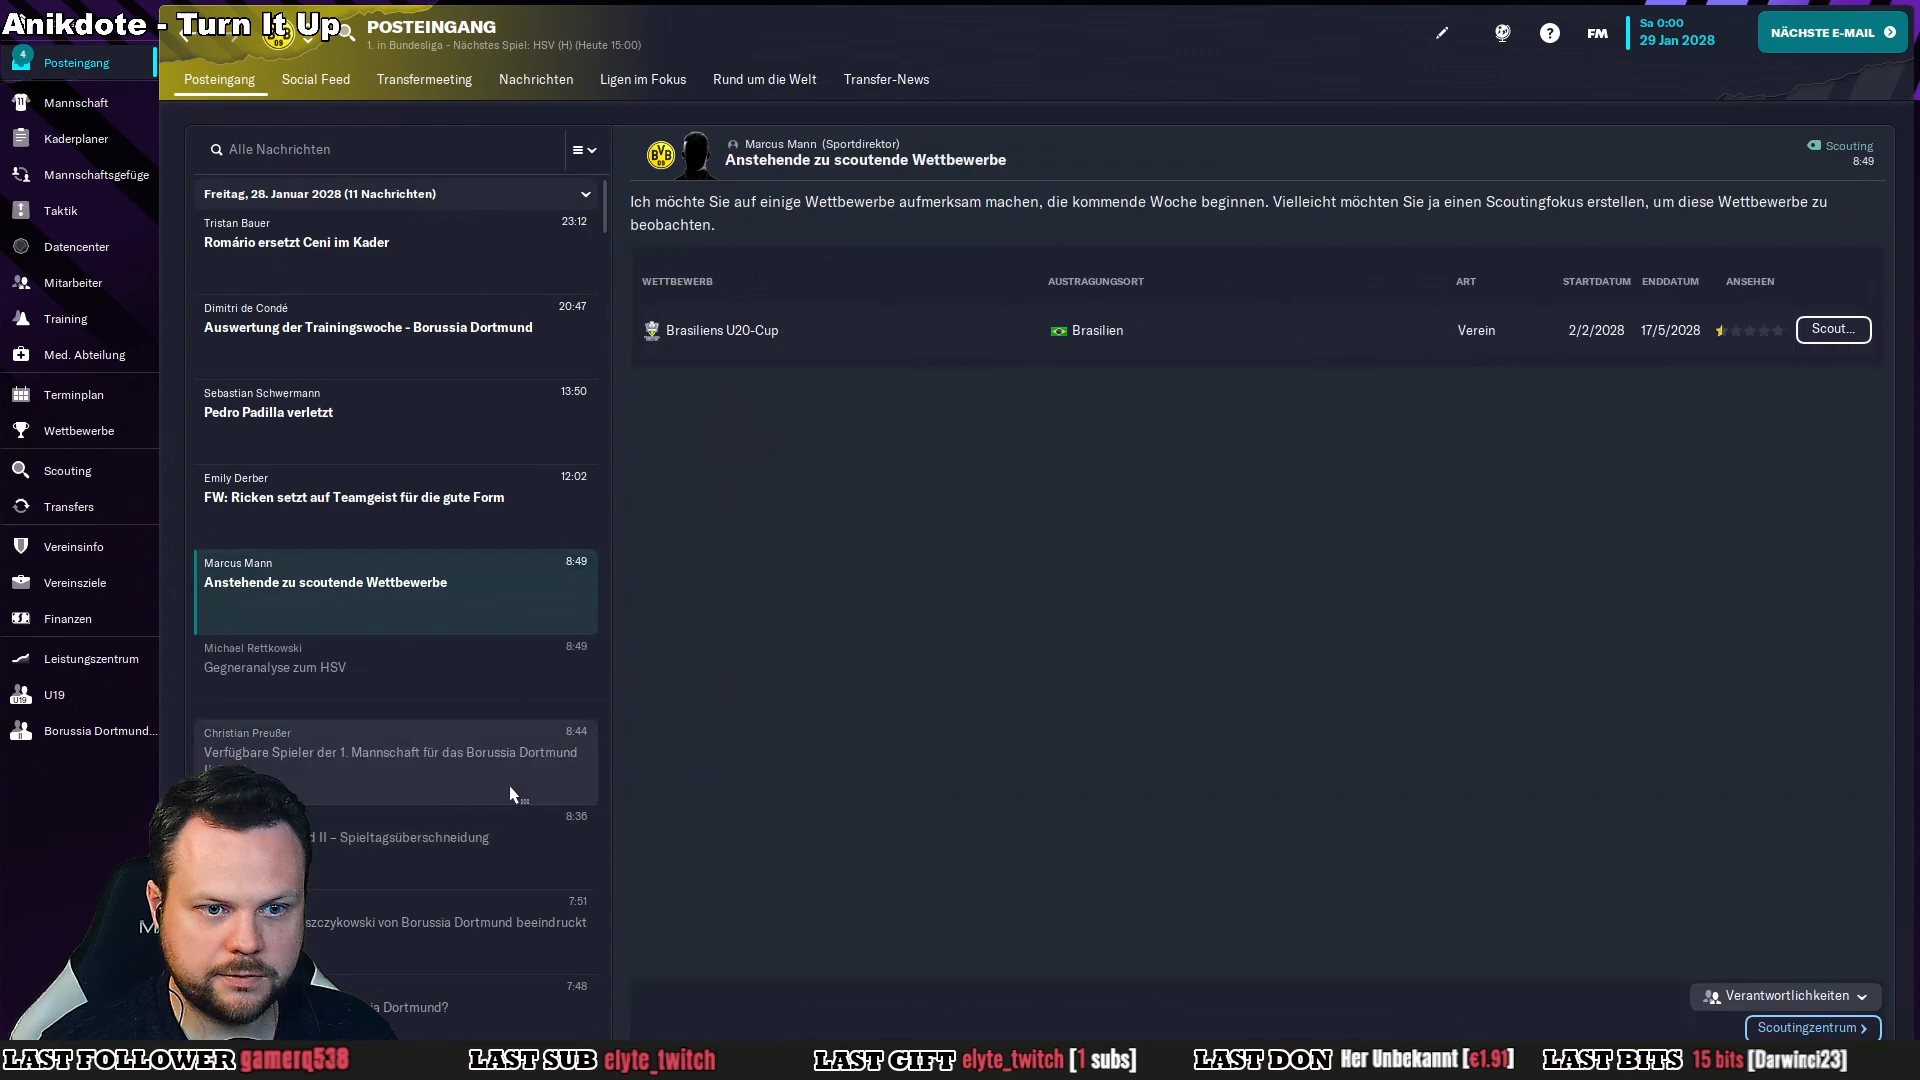 Anikdote - Turn It Up
POSTEINGANG
1. in Bundesliga - Nächstes Spiel: HSV (H) (Heute 15:00)
FM
Sa 0:00
29 Jan 2028
NÄCHSTE E-MAIL
Posteingang
Social Feed
Transfermeeting
Nachrichten
Ligen im Fokus
Rund um die Welt
Transfer-News
4
Posteingang
Mannschaft
Kaderplaner
Mannschaftsgefüge
Taktik
Datencenter
Mitarbeiter
Training
Med. Abteilung
Terminplan
Wettbewerbe
Scouting
Transfers
Vereinsinfo
Vereinsziele
Finanzen
Leistungszentrum
U19
Borussia Dortmund...
Alle Nachrichten
Freitag, 28. Januar 2028 (11 Nachrichten)
Tristan Bauer
23:12
Romário ersetzt Ceni im Kader
Dimitri de Condé
20:47
Auswertung der Trainingswoche - Borussia Dortmund
Sebastian Schwermann
13:50
Pedro Padilla verletzt
Emily Derber
12:02
FW: Ricken setzt auf Teamgeist für die gute Form
Marcus Mann
8:49
Anstehende zu scoutende Wettbewerbe
Michael Rettkowski
8:49
Gegneranalyse zum HSV
Christian Preußer
8:44
Verfügbare Spieler der 1. Mannschaft für das Borussia Dortmund
8:36
d II – Spieltagsüberschneidung
7:51
szczykowski von Borussia Dortmund beeindruckt
7:48
ia Dortmund?
Marcus Mann (Sportdirektor)
Anstehende zu scoutende Wettbewerbe
Scouting
8:49
Ich möchte Sie auf einige Wettbewerbe aufmerksam machen, die kommende Woche beginnen. Vielleicht möchten Sie ja einen Scoutingfokus erstellen, um diese Wettbewerbe zu
beobachten.
WETTBEWERB
AUSTRAGUNGSORT
ART
STARTDATUM
ENDDATUM
ANSEHEN
Brasiliens U20-Cup
Brasilien
Verein
2/2/2028
17/5/2028
Scout...
Verantwortlichkeiten
Scoutingzentrum
LAST FOLLOWER gamerq538
LAST SUB elyte_twitch
LAST GIFT elyte_twitch [1 subs]
LAST DON Her Unbekannt [€1.91]
LAST BITS 15 bits [Darwinci23]